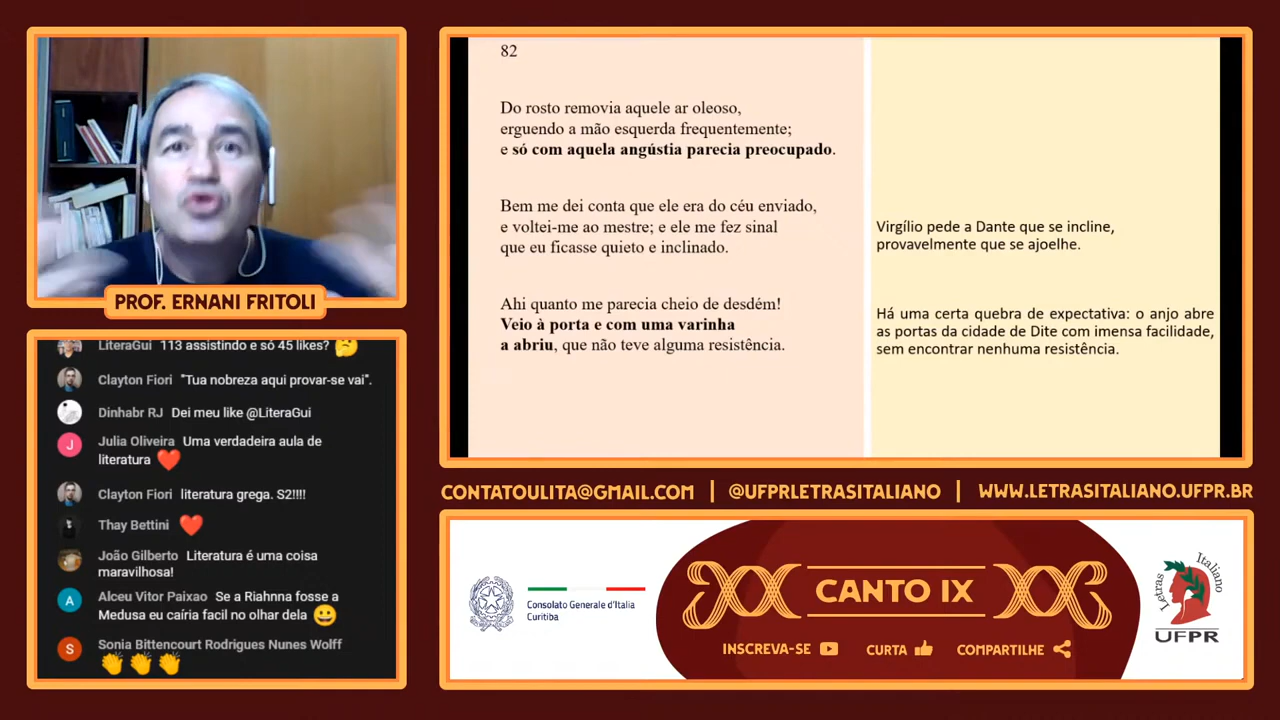 PROF. ERNANI FRITOLI
LiteraGui 113 assistindo e só 45 likes? 🤔
Clayton Fiori "Tua nobreza aqui provar-se vai".
Dinhabr RJ Dei meu like @LiteraGui
J Julia Oliveira Uma verdadeira aula de
literatura ❤️
Clayton Fiori literatura grega. S2!!!!
Thay Bettini ❤️
João Gilberto Literatura é uma coisa
maravilhosa!
A Alceu Vitor Paixao Se a Riahnna fosse a
Medusa eu caíria facil no olhar dela 😀
S Sonia Bittencourt Rodrigues Nunes Wolff
👏👏👏
82
Do rosto removia aquele ar oleoso,
erguendo a mão esquerda frequentemente;
e só com aquela angústia parecia preocupado.
Bem me dei conta que ele era do céu enviado,
e voltei-me ao mestre; e ele me fez sinal
que eu ficasse quieto e inclinado.
Ahi quanto me parecia cheio de desdém!
Veio à porta e com uma varinha
a abriu, que não teve alguma resistência.
Virgílio pede a Dante que se incline,
provavelmente que se ajoelhe.
Há uma certa quebra de expectativa: o anjo abre
as portas da cidade de Dite com imensa facilidade,
sem encontrar nenhuma resistência.
CONTATOULITA@GMAIL.COM | @UFPRLETRASITALIANO | WWW.LETRASITALIANO.UFPR.BR
Consolato Generale d'Italia
Curitiba
CANTO IX
INSCREVA-SE CURTA COMPARTILHE
Letras Italiano
UFPR